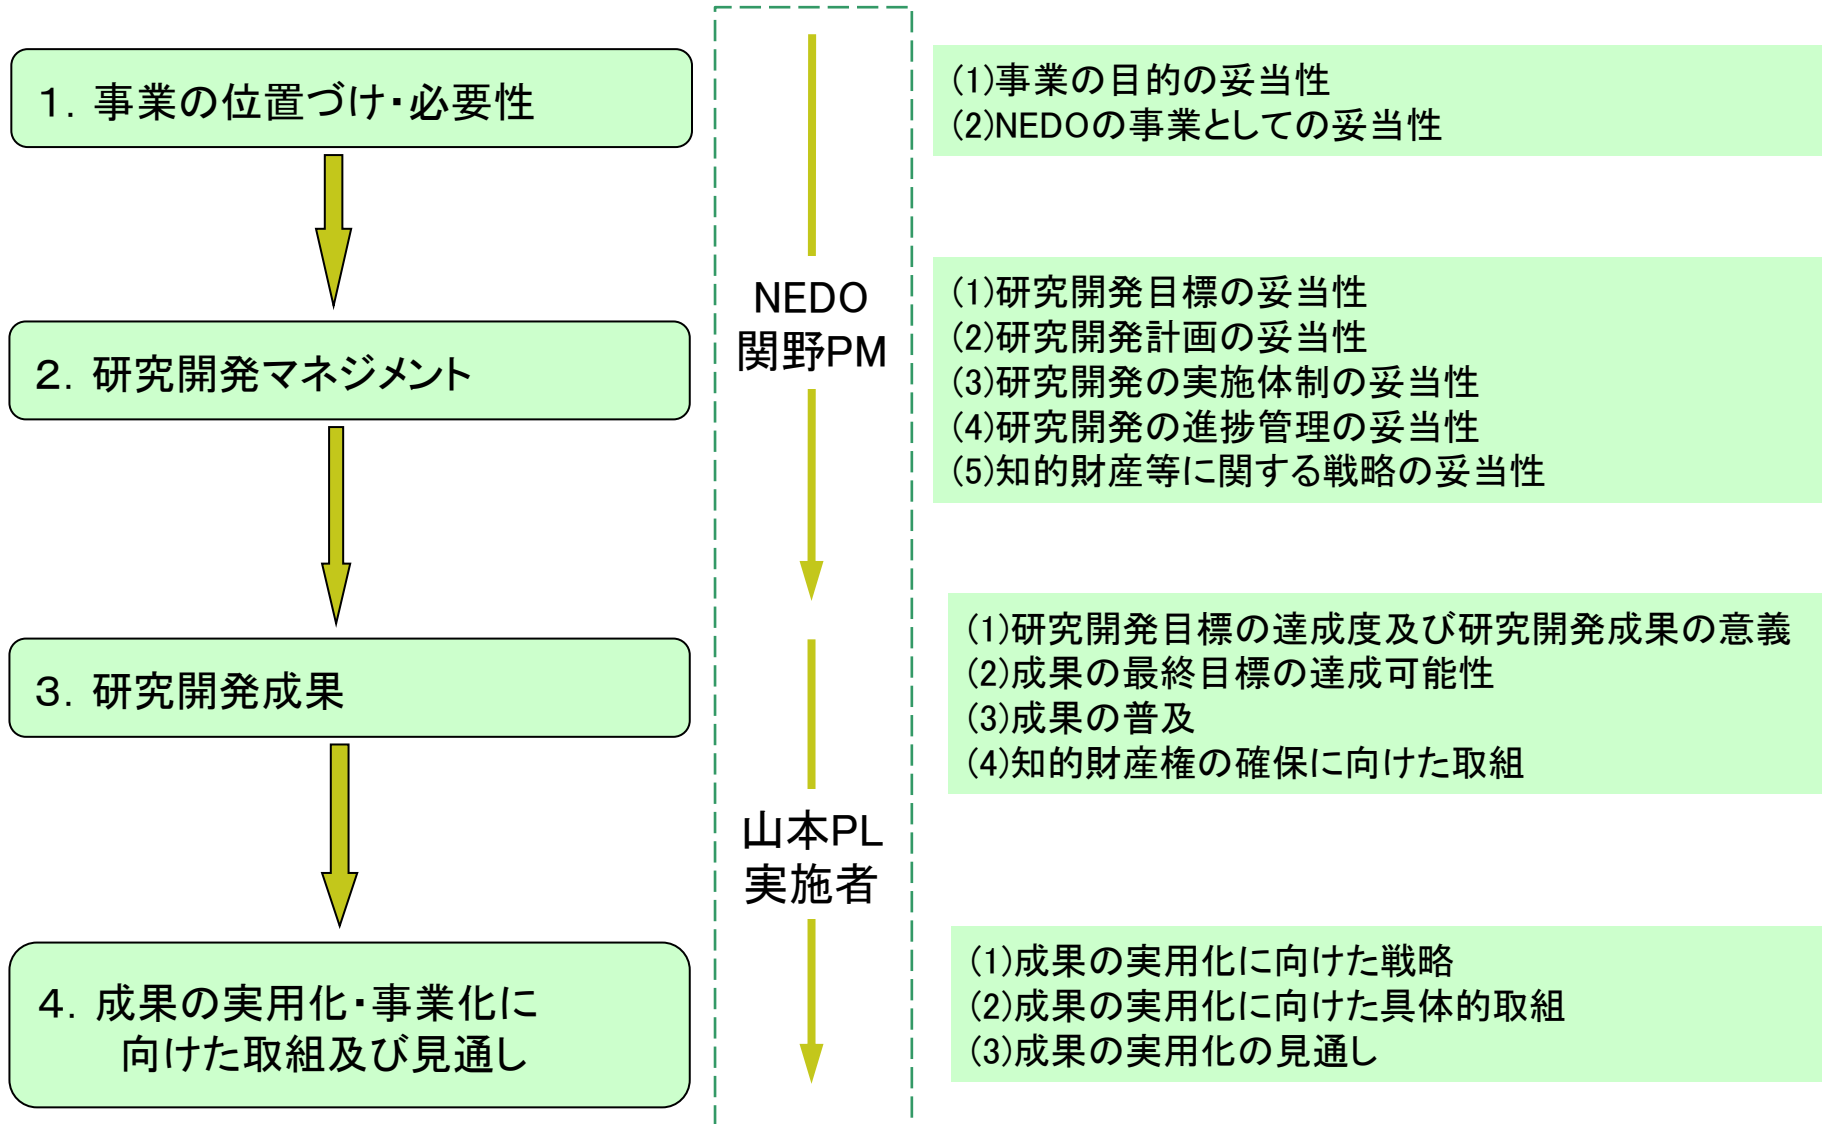 １．事業の位置づけ・必要性
(1)事業の目的の妥当性
(2)NEDOの事業としての妥当性
NEDO
関野PM
２．研究開発マネジメント
(1)研究開発目標の妥当性
(2)研究開発計画の妥当性
(3)研究開発の実施体制の妥当性
(4)研究開発の進捗管理の妥当性
(5)知的財産等に関する戦略の妥当性
３．研究開発成果
(1)研究開発目標の達成度及び研究開発成果の意義
(2)成果の最終目標の達成可能性
(3)成果の普及
(4)知的財産権の確保に向けた取組
山本PL
実施者
４．成果の実用化・事業化に
向けた取組及び見通し
(1)成果の実用化に向けた戦略
(2)成果の実用化に向けた具体的取組
(3)成果の実用化の見通し